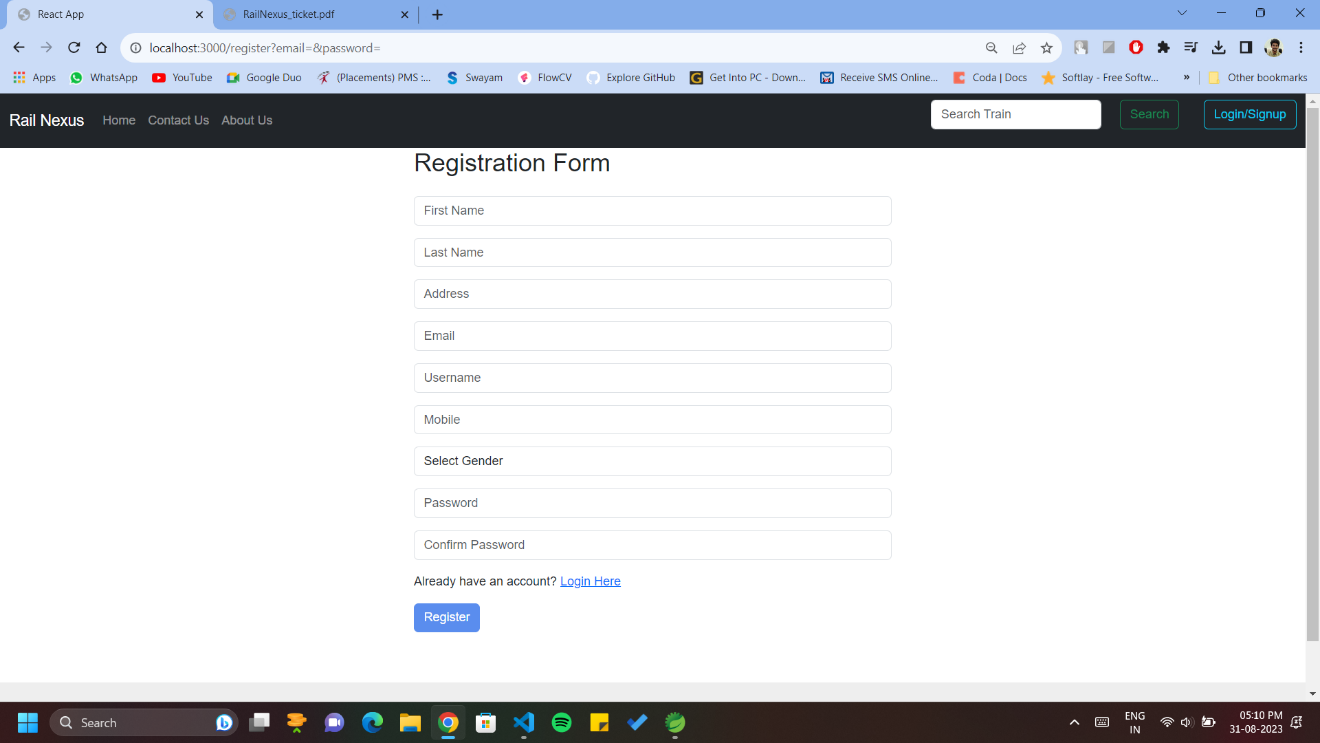 React App
RailNexus_ticket.pdf
localhost:3000/register?email=&password=
Apps WhatsApp YouTube Google Duo (Placements) PMS :... Swayam FlowCV Explore GitHub Get Into PC - Down... Receive SMS Online... Coda | Docs Softlay - Free Softw... » Other bookmarks
Rail Nexus Home Contact Us About Us Search Train Search Login/Signup
Registration Form
First Name
Last Name
Address
Email
Username
Mobile
Select Gender
Password
Confirm Password
Already have an account? Login Here
Register
Search
ENG
IN
05:10 PM
31-08-2023